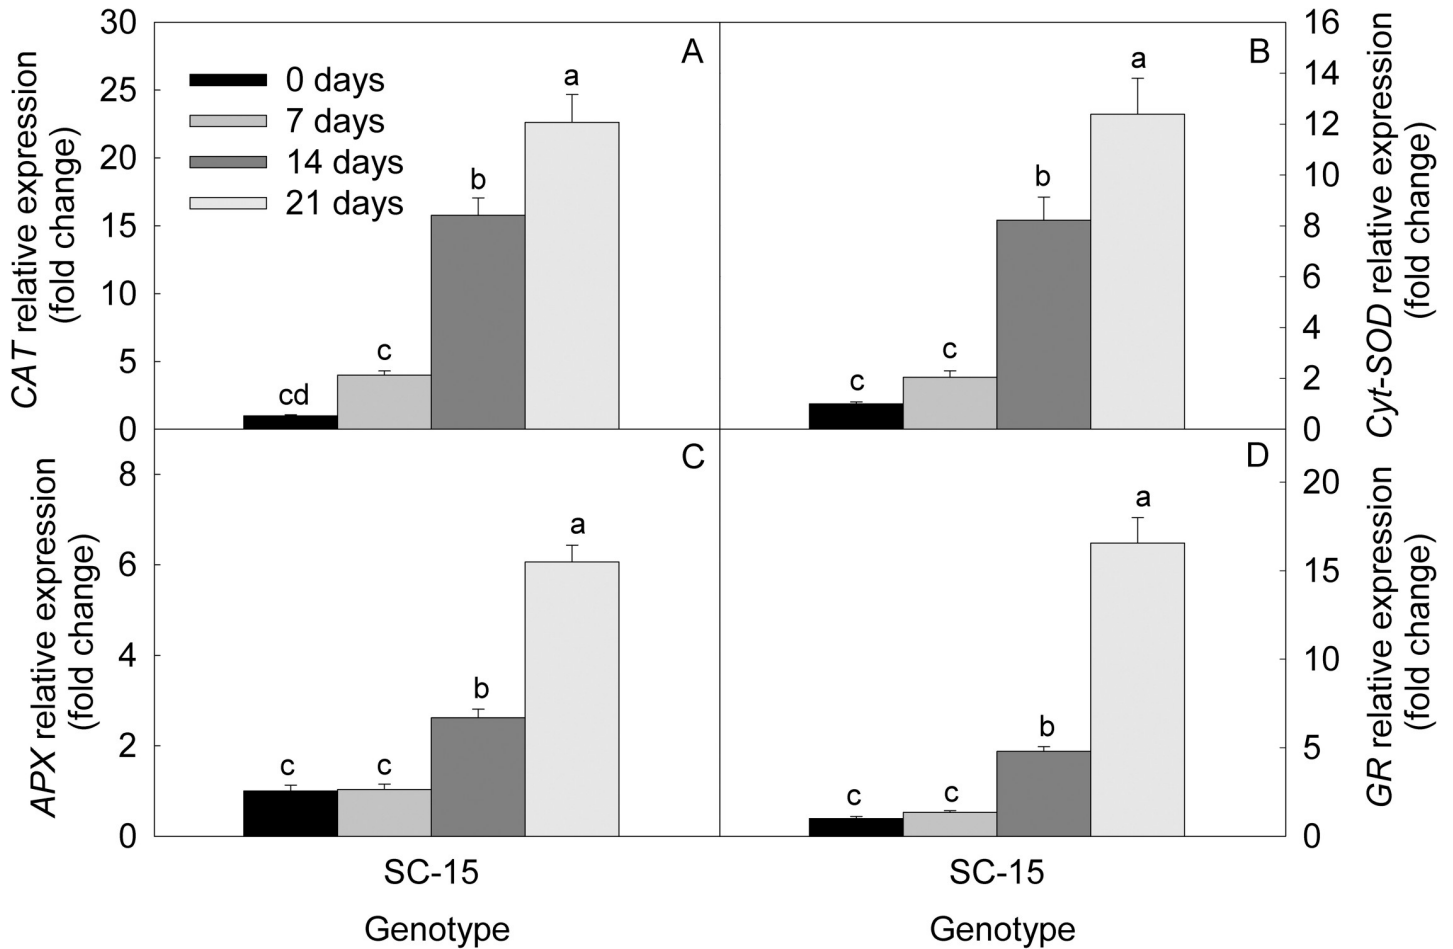 30
25
20
15
10
5
0
CAT relative expression
(fold change)
A
0 days
7 days
14 days
21 days
cd
c
b
a
B
c
c
b
a
16
14
12
10
8
6
4
2
0
Cyt-SOD relative expression
(fold change)
8
6
4
2
0
APX relative expression
(fold change)
C
c
c
b
a
D
c
c
b
a
20
15
10
5
0
GR relative expression
(fold change)
SC-15
SC-15
Genotype
Genotype